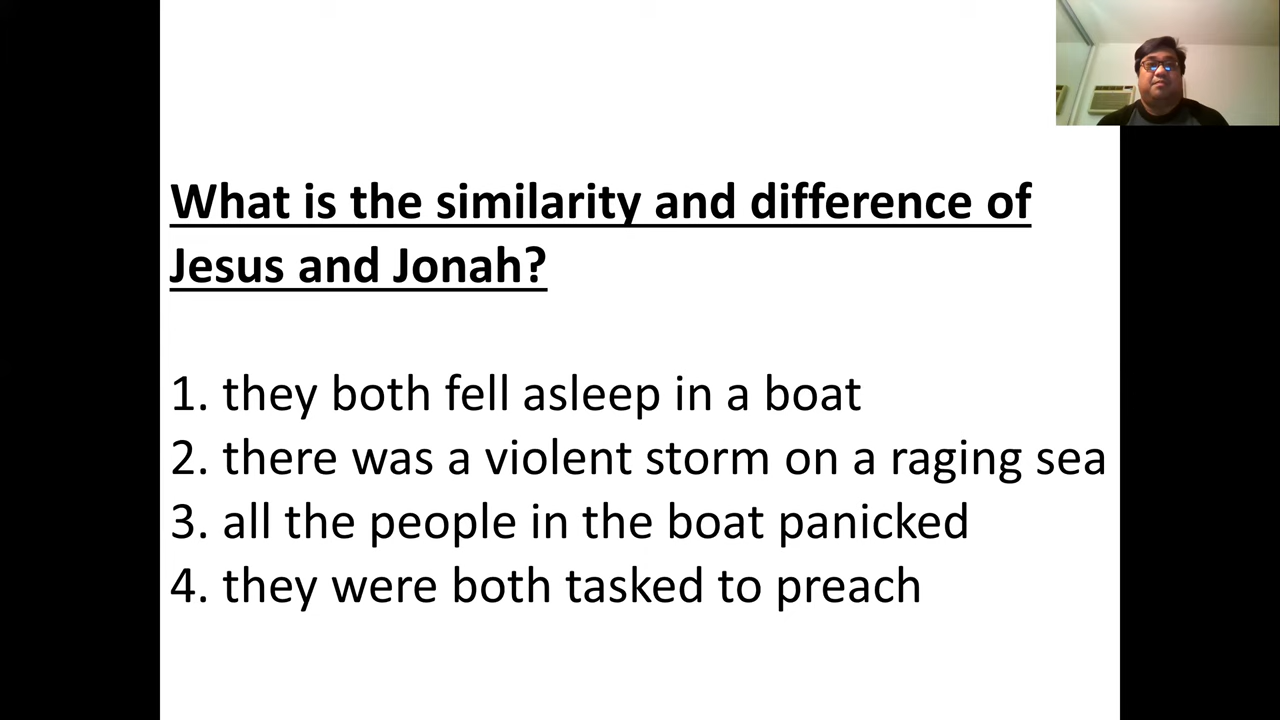 What is the similarity and difference of
Jesus and Jonah?
1. they both fell asleep in a boat
2. there was a violent storm on a raging sea
3. all the people in the boat panicked
4. they were both tasked to preach